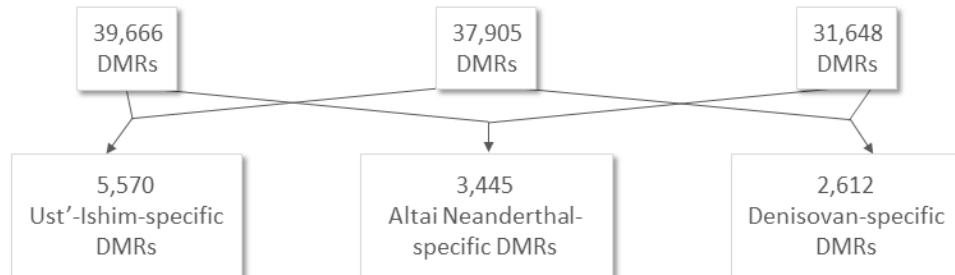 39,666
DMRs
37,905
DMRs
31,648
DMRs
5,570
Ust’-Ishim-specific
DMRs
3,445
Altai Neanderthal-
specific DMRs
2,612
Denisovan-specific
DMRs